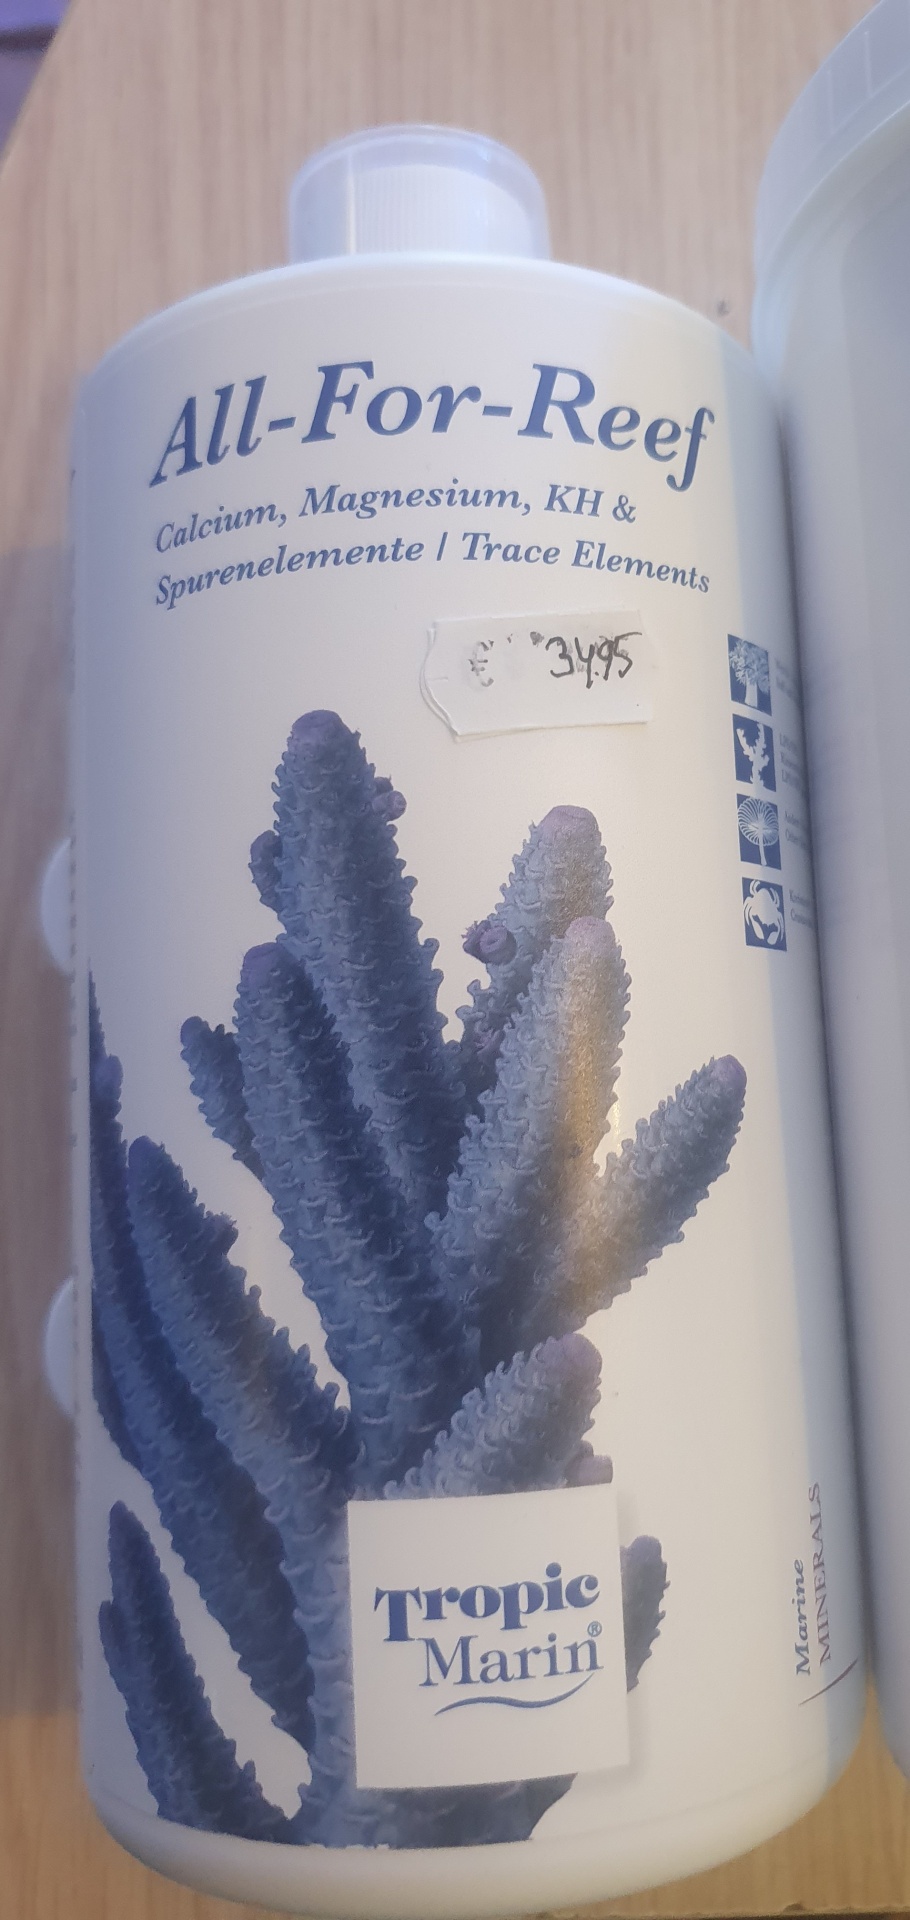 All-For-Reef
Calcium, Magnesium, KH &
Spurenelemente / Trace Elements
€ 34,95
Tropic
Marin®
Marine
MINERALS